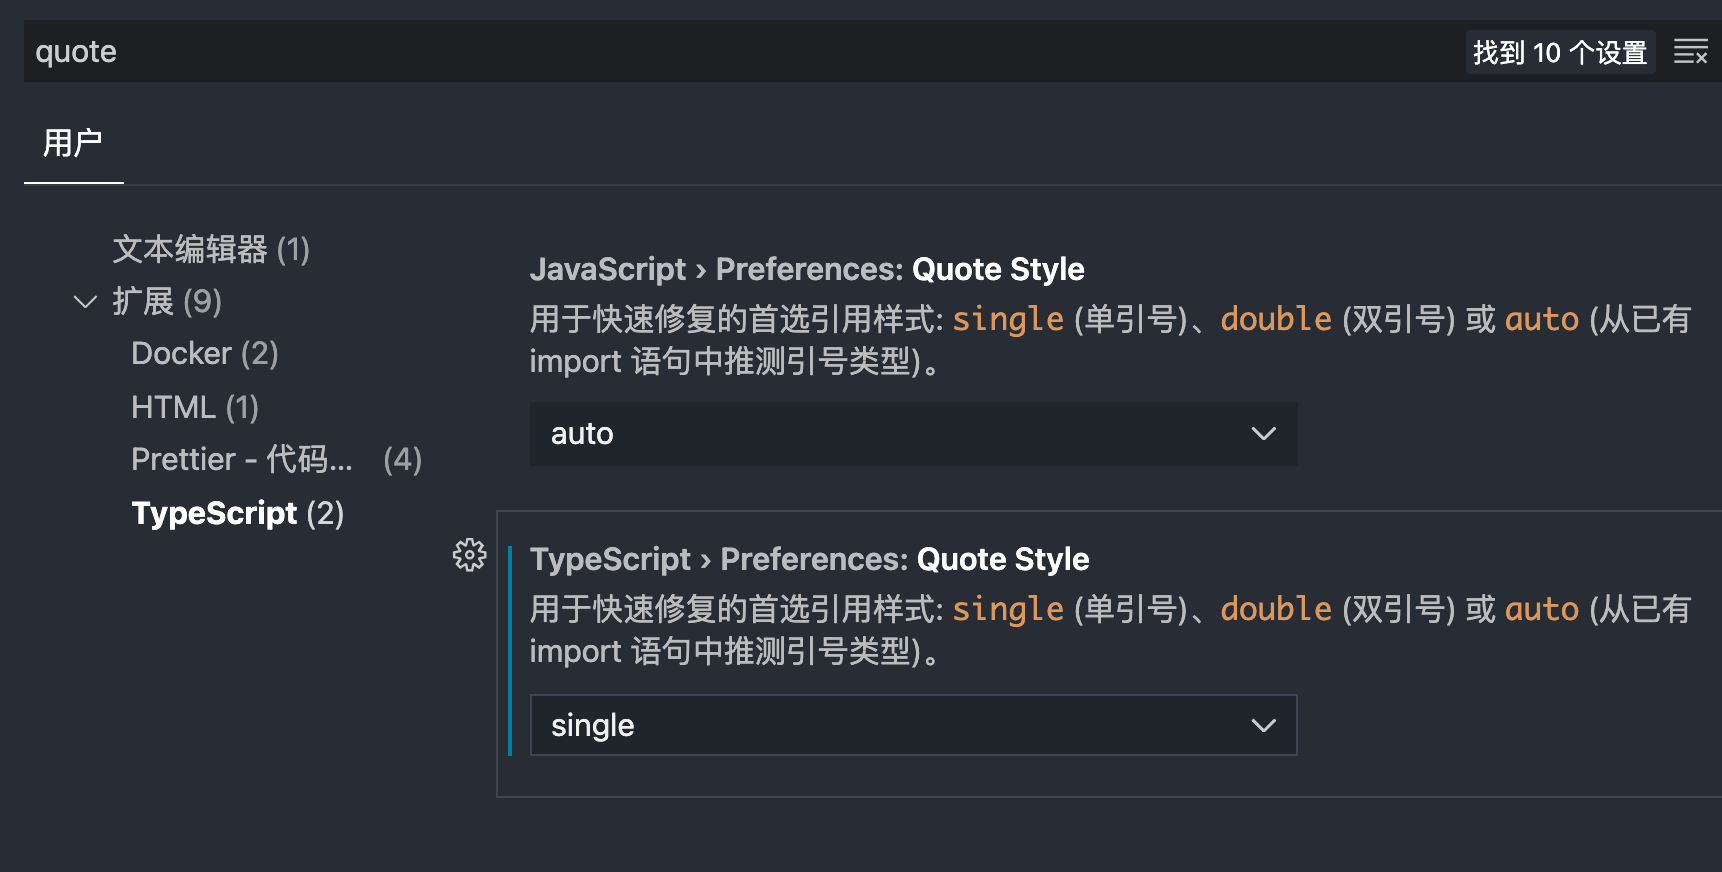 quote
找到 10 个设置
用户
文本编辑器 (1)
扩展 (9)
Docker (2)
HTML (1)
Prettier - 代码... (4)
TypeScript (2)
JavaScript › Preferences: Quote Style
用于快速修复的首选引用样式: single (单引号)、double (双引号) 或 auto (从已有
import 语句中推测引号类型)。
auto
TypeScript › Preferences: Quote Style
用于快速修复的首选引用样式: single (单引号)、double (双引号) 或 auto (从已有
import 语句中推测引号类型)。
single